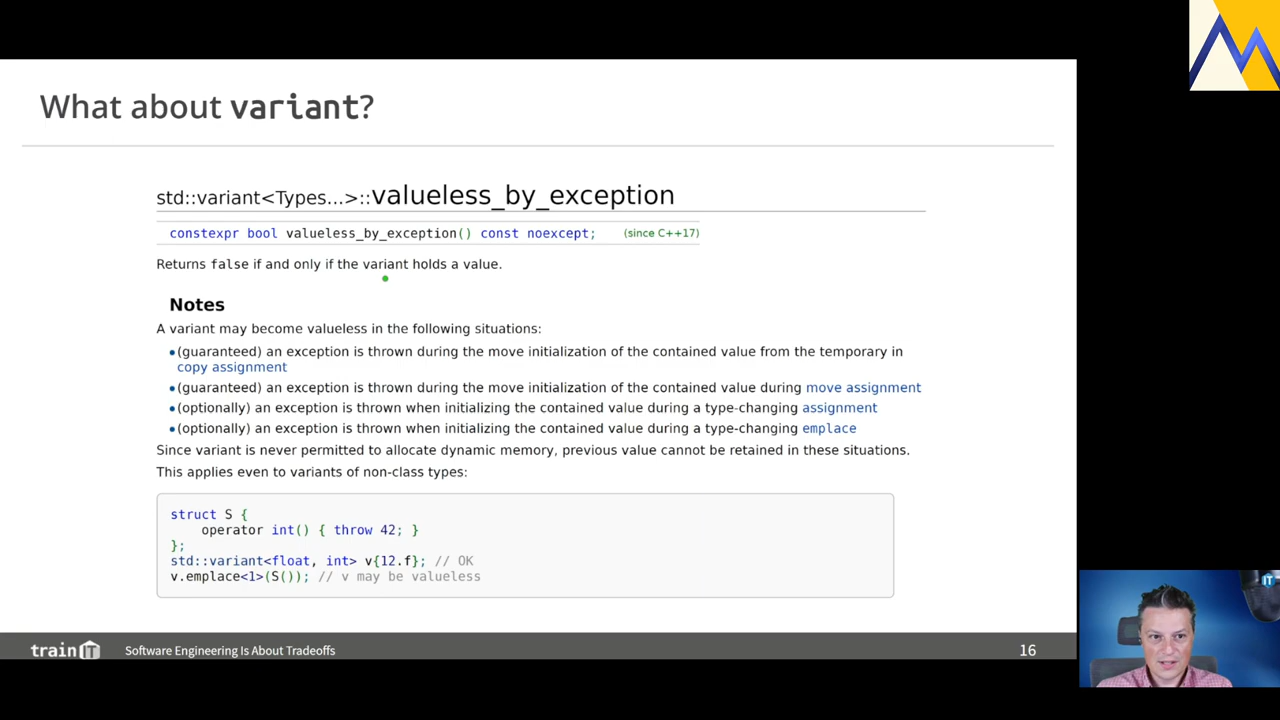 What about variant?
std::variant<Types...>::valueless_by_exception
constexpr bool valueless_by_exception() const noexcept; (since C++17)
Returns false if and only if the variant holds a value.
Notes
A variant may become valueless in the following situations:
•(guaranteed) an exception is thrown during the move initialization of the contained value from the temporary in
copy assignment
•(guaranteed) an exception is thrown during the move initialization of the contained value during move assignment
•(optionally) an exception is thrown when initializing the contained value during a type-changing assignment
•(optionally) an exception is thrown when initializing the contained value during a type-changing emplace
Since variant is never permitted to allocate dynamic memory, previous value cannot be retained in these situations.
This applies even to variants of non-class types:
struct S {
    operator int() { throw 42; }
};
std::variant<float, int> v{12.f}; // OK
v.emplace<1>(S()); // v may be valueless
train IT
Software Engineering Is About Tradeoffs
16
IT